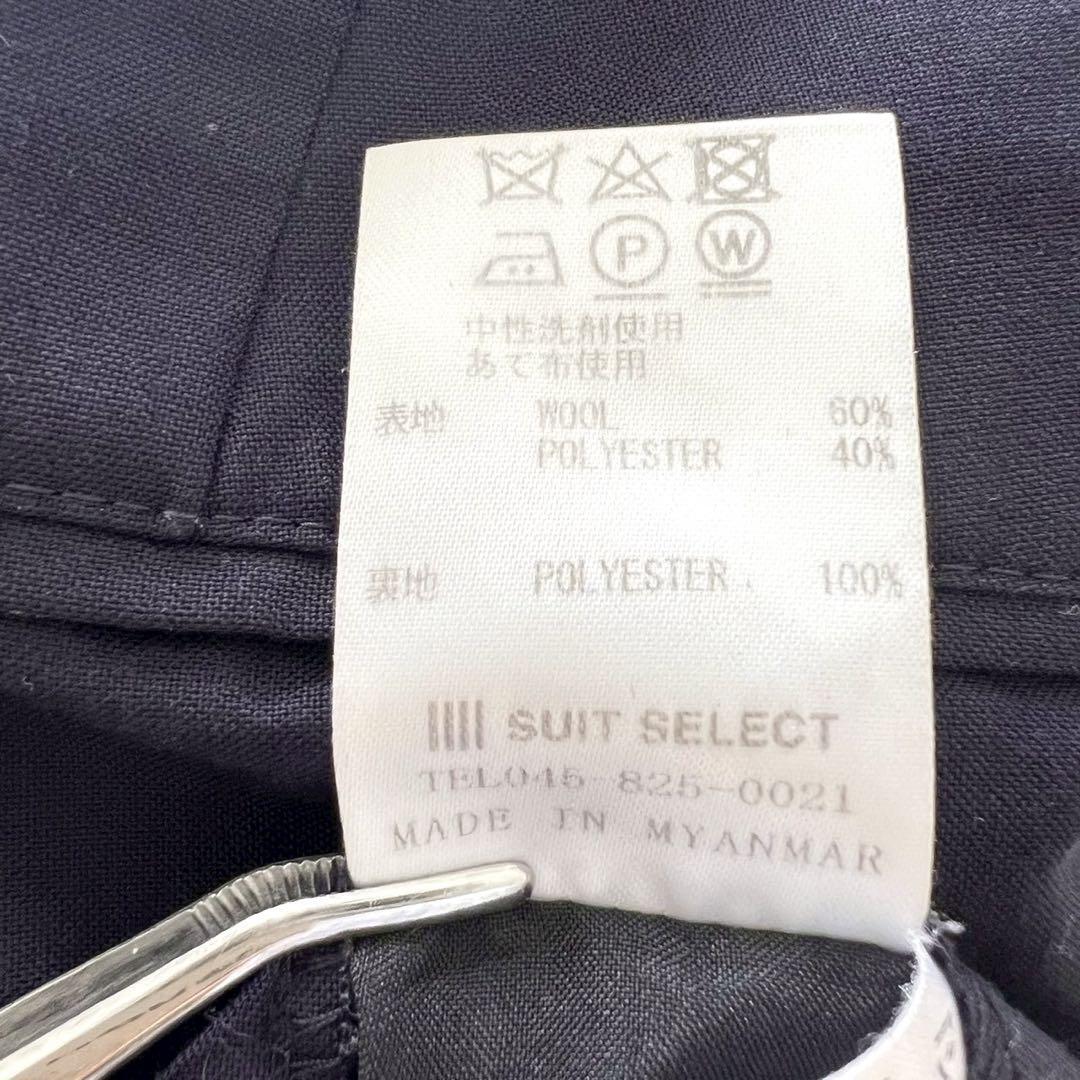 P W
中性洗剤使用
あて布使用
表地 WOOL 60%
POLYESTER 40%
裏地 POLYESTER 100%
SUIT SELECT
TEL045-825-0021
MADE IN MYANMAR